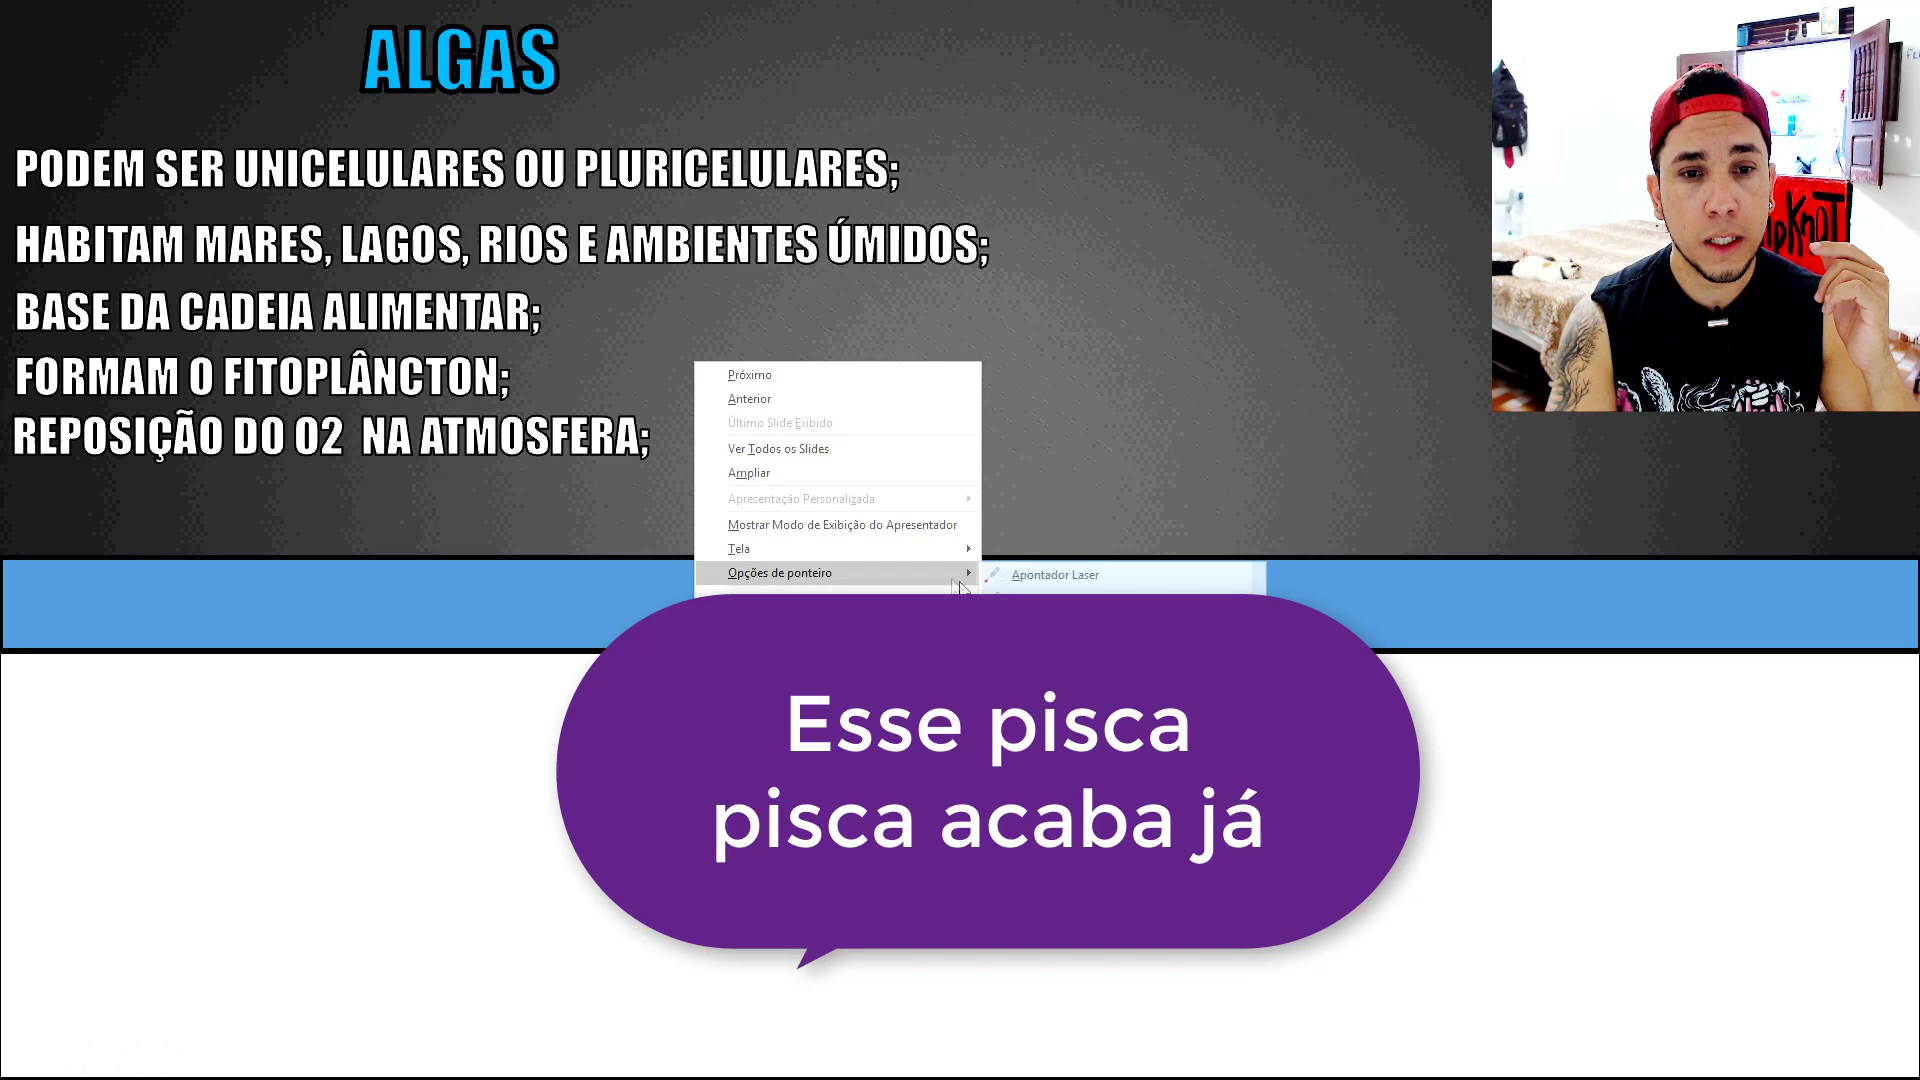 ALGAS
PODEM SER UNICELULARES OU PLURICELULARES;
HABITAM MARES, LAGOS, RIOS E AMBIENTES ÚMIDOS;
BASE DA CADEIA ALIMENTAR;
FORMAM O FITOPLÂNCTON;
REPOSIÇÃO DO O2 NA ATMOSFERA;
Próximo
Anterior
Último Slide Exibido
Ver Todos os Slides
Ampliar
Apresentação Personalizada
Mostrar Modo de Exibição do Apresentador
Tela
Opções de ponteiro
Apontador Laser
Esse pisca
pisca acaba já